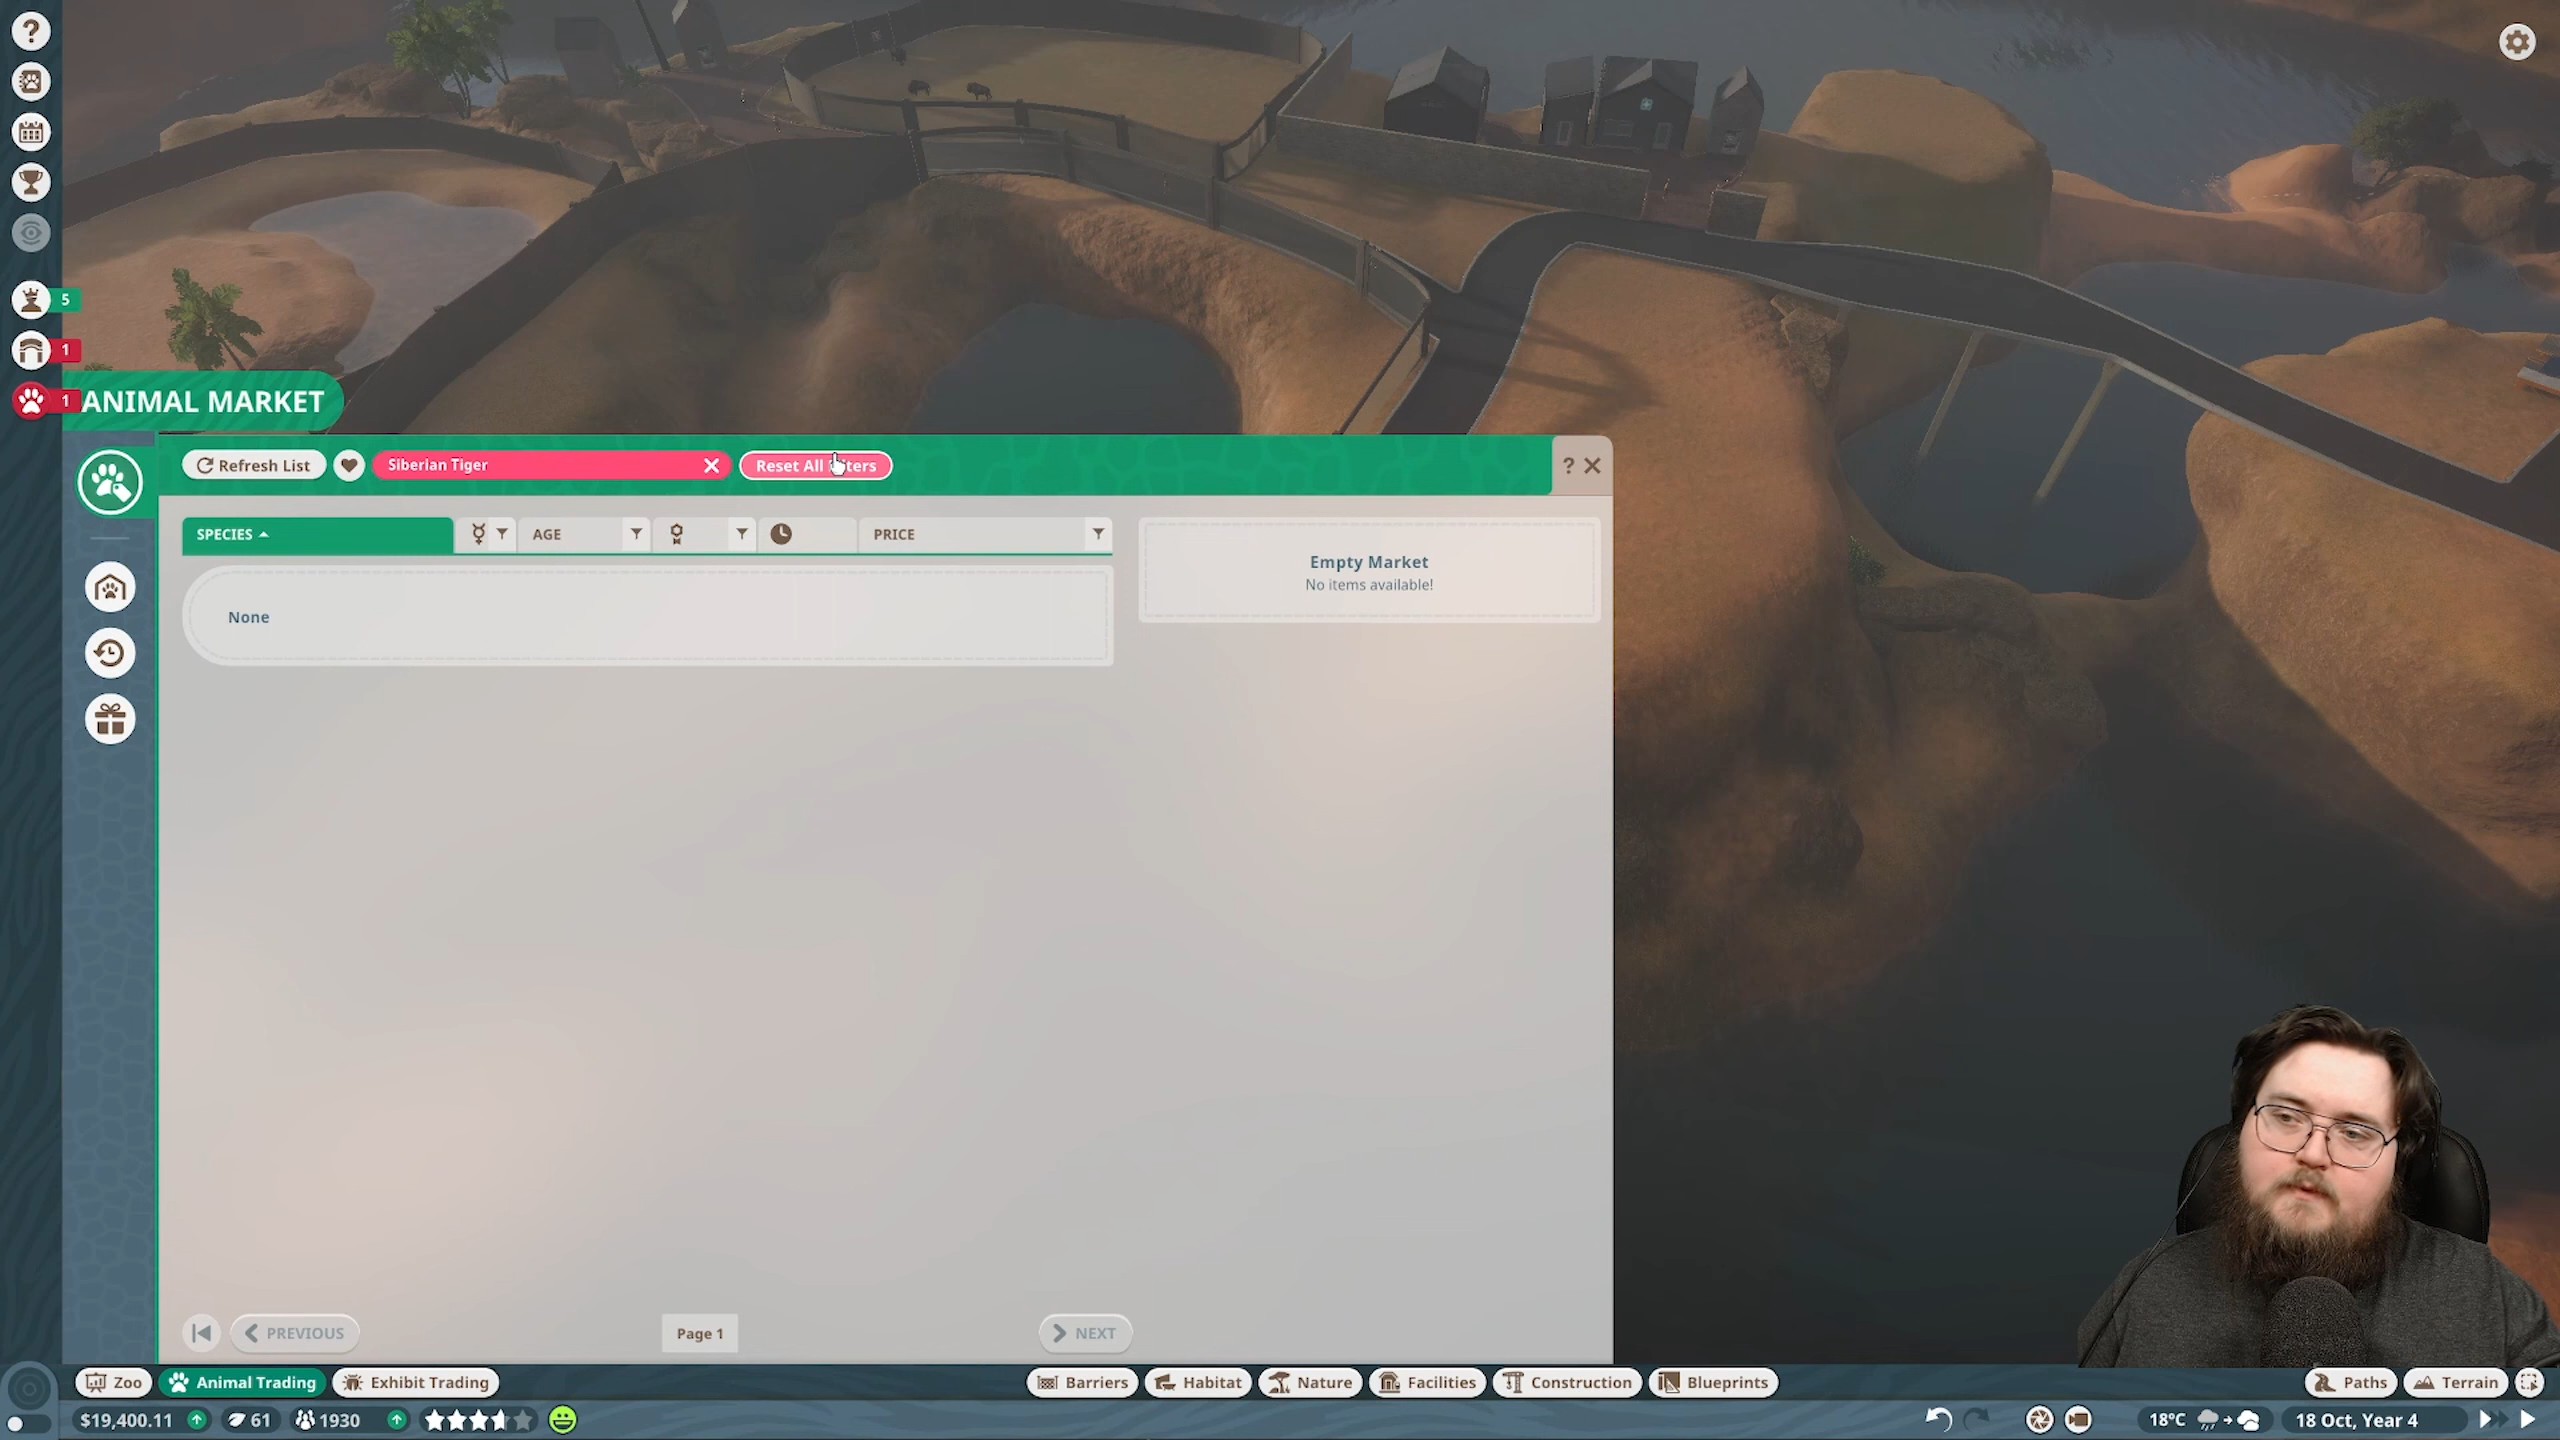 5
1
1
ANIMAL MARKET
Refresh List
Siberian Tiger
Reset All Filters
?
SPECIES
AGE
PRICE
None
Empty Market
No items available!
PREVIOUS
Page 1
NEXT
Zoo
Animal Trading
Exhibit Trading
Barriers
Habitat
Nature
Facilities
Construction
Blueprints
Paths
Terrain
$19,400.11
61
1930
18°C
18 Oct, Year 4